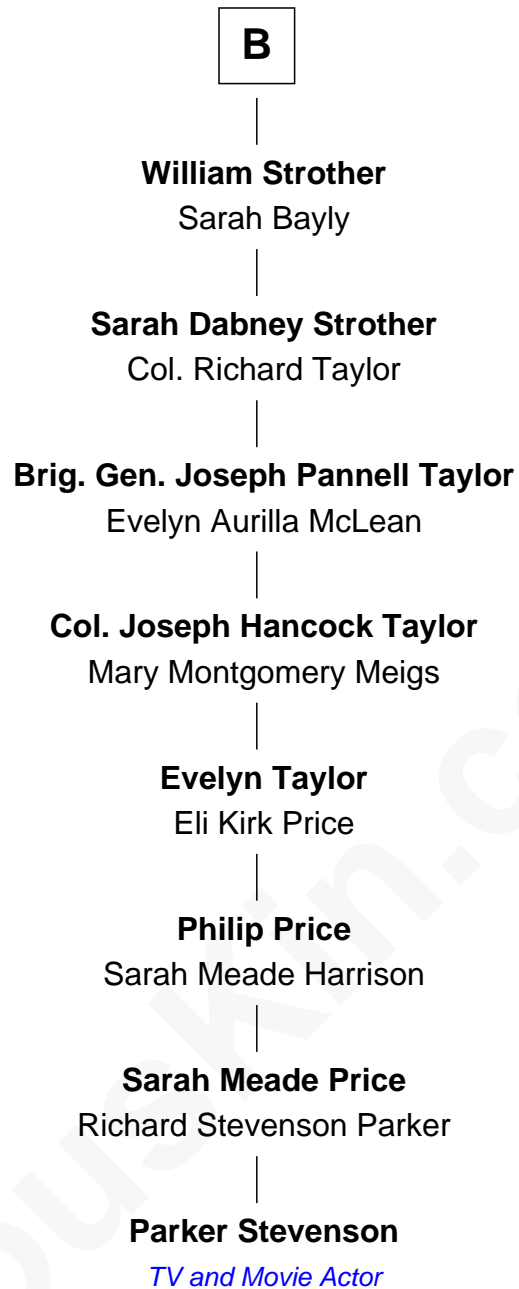 B
William Strother
Sarah Bayly
Sarah Dabney Strother
Col. Richard Taylor
Brig. Gen. Joseph Pannell Taylor
Evelyn Aurilla McLean
Col. Joseph Hancock Taylor
Mary Montgomery Meigs
Evelyn Taylor
Eli Kirk Price
Philip Price
Sarah Meade Harrison
Sarah Meade Price
Richard Stevenson Parker
Parker Stevenson
TV and Movie Actor